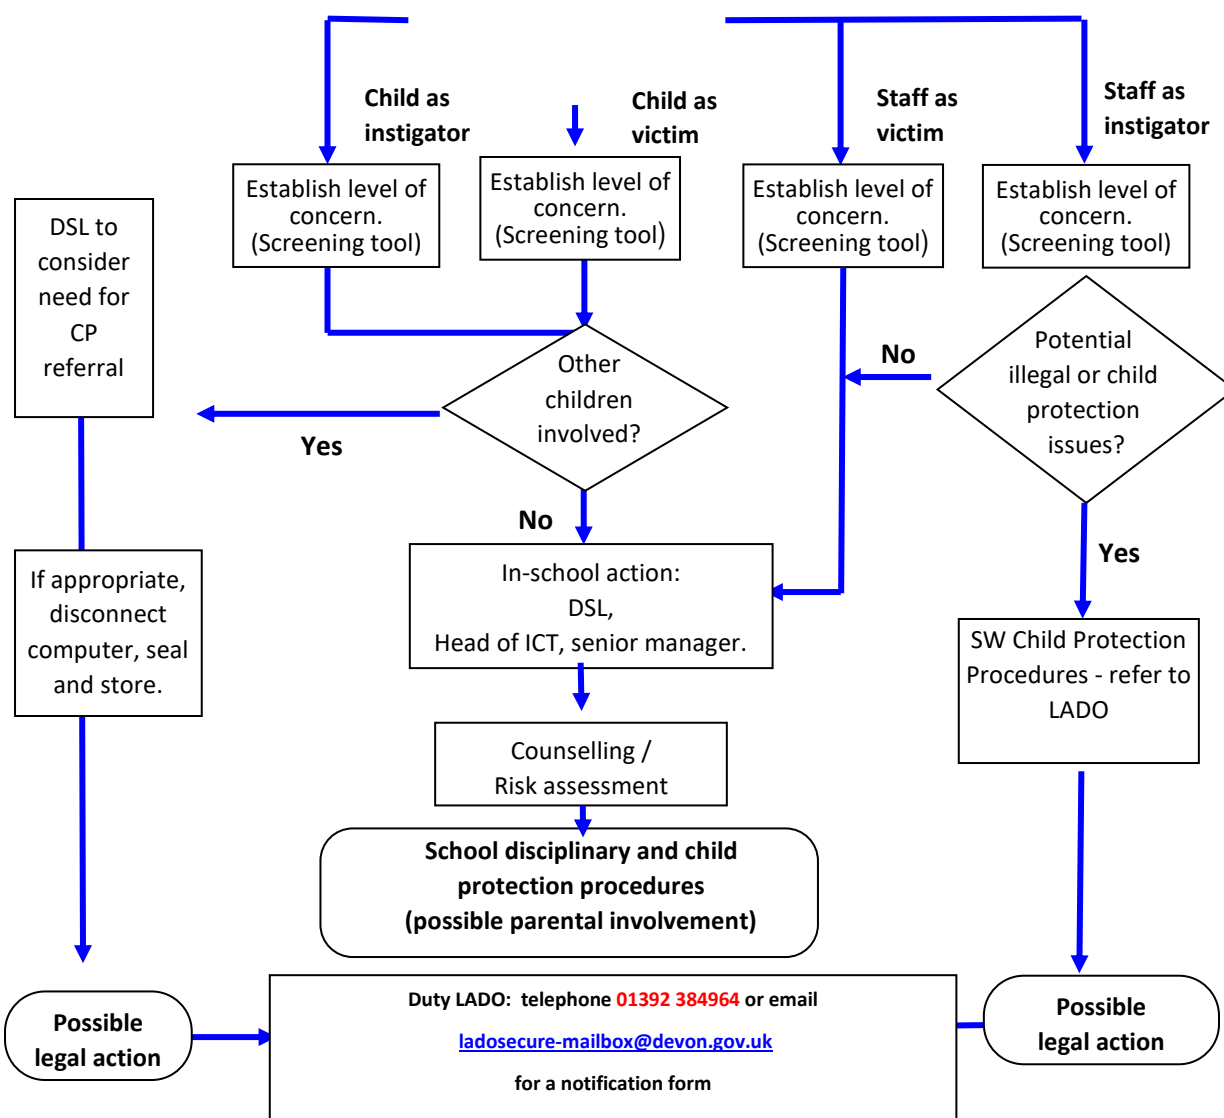 Child as
instigator
Child as
victim
Staff as
victim
Staff as
instigator
Establish level of
concern.
(Screening tool)
Establish level of
concern.
(Screening tool)
Establish level of
concern.
(Screening tool)
Establish level of
concern.
(Screening tool)
DSL to
consider
need for
CP
referral
Other
children
involved?
Potential
illegal or child
protection
issues?
No
Yes
No
Yes
If appropriate,
disconnect
computer, seal
and store.
In-school action:
DSL,
Head of ICT, senior manager.
SW Child Protection
Procedures - refer to
LADO
Counselling /
Risk assessment
School disciplinary and child
protection procedures
(possible parental involvement)
Possible
legal action
Duty LADO: telephone 01392 384964 or email
ladosecure-mailbox@devon.gov.uk
for a notification form
Possible
legal action